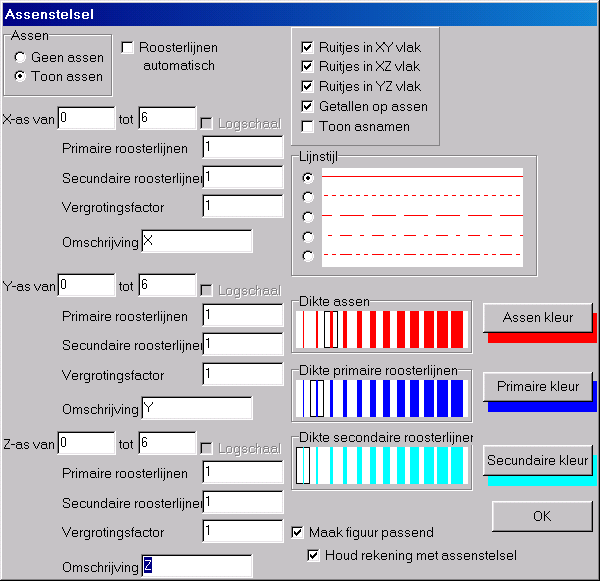 Assenstelsel
Assen
Geen assen
Toon assen
Roosterlijnen
automatisch
Ruitjes in XY vlak
Ruitjes in XZ vlak
Ruitjes in YZ vlak
Getallen op assen
Toon asnamen
X-as van 0 tot 6 Logschaal
Primaire roosterlijnen 1
Secundaire roosterlijnen 1
Vergrotingsfactor 1
Omschrijving X
Lijnstijl
Y-as van 0 tot 6 Logschaal
Primaire roosterlijnen 1
Secundaire roosterlijnen 1
Vergrotingsfactor 1
Omschrijving Y
Dikte assen
Assen kleur
Dikte primaire roosterlijnen
Primaire kleur
Dikte secondaire roosterlijner
Secundaire kleur
Z-as van 0 tot 6 Logschaal
Primaire roosterlijnen 1
Secundaire roosterlijnen 1
Vergrotingsfactor 1
Omschrijving Z
OK
Maak figuur passend
Houd rekening met assenstelsel